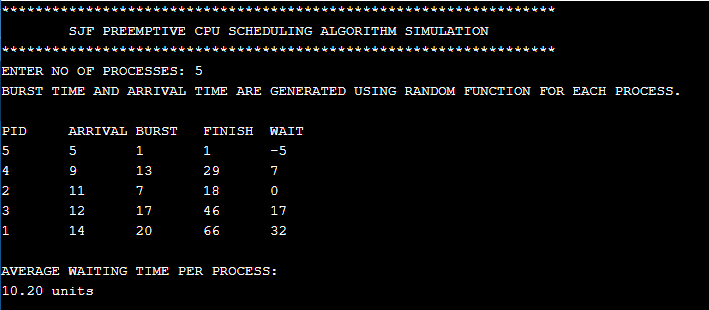 ******************************************************************
SJF PREEMPTIVE CPU SCHEDULING ALGORITHM SIMULATION
******************************************************************
ENTER NO OF PROCESSES: 5
BURST TIME AND ARRIVAL TIME ARE GENERATED USING RANDOM FUNCTION FOR EACH PROCESS.
PID ARRIVAL BURST FINISH WAIT
5 5 1 1 -5
4 9 13 29 7
2 11 7 18 0
3 12 17 46 17
1 14 20 66 32
AVERAGE WAITING TIME PER PROCESS:
10.20 units